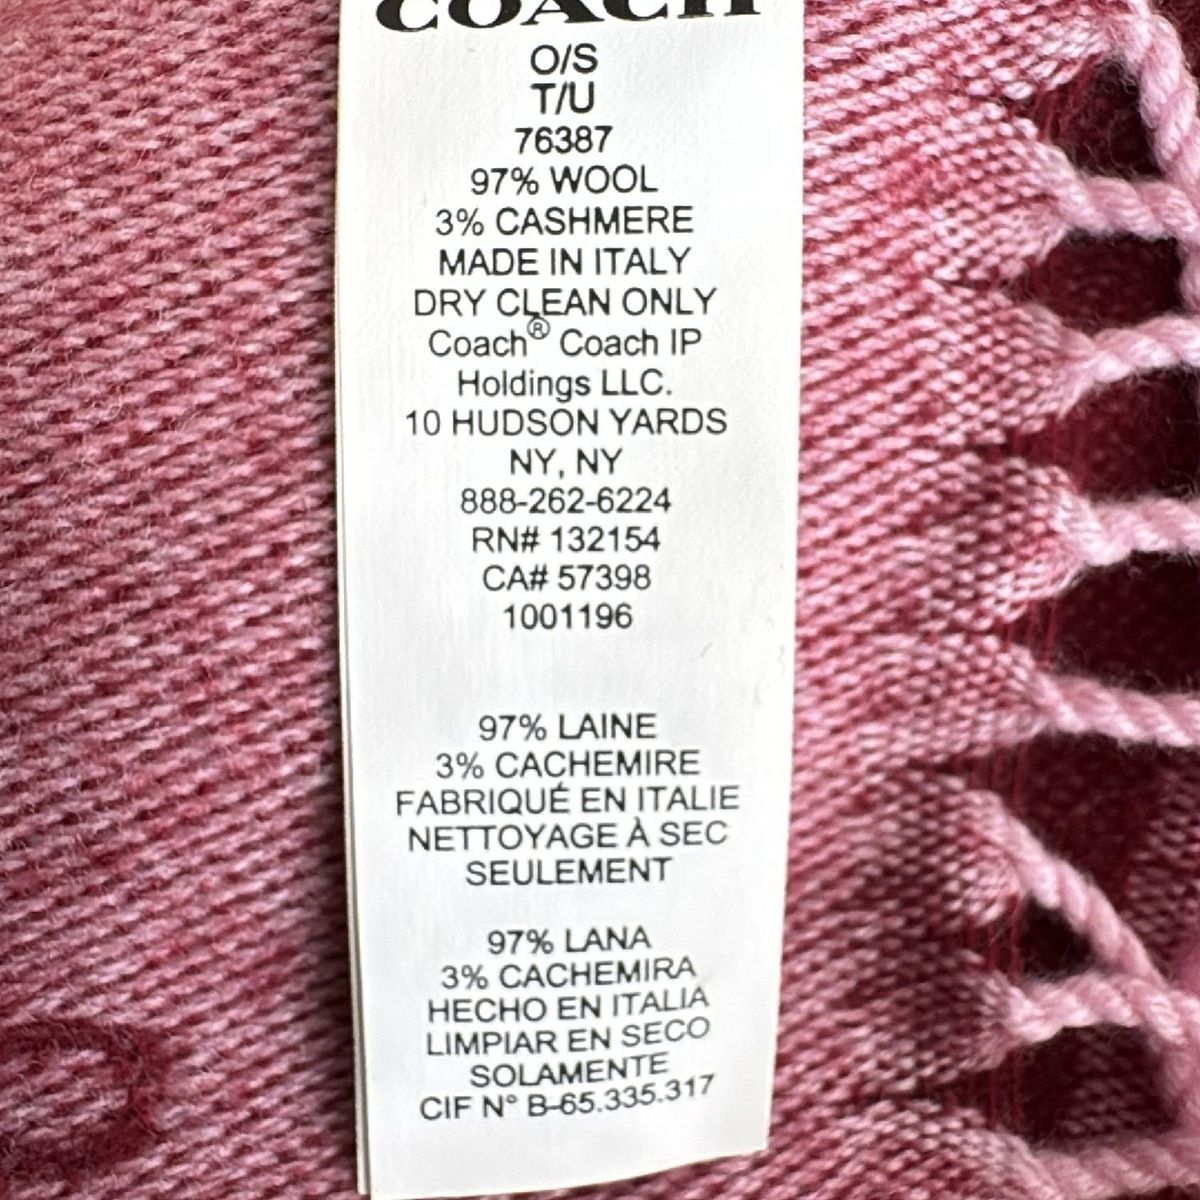 COACH
O/S
T/U
76387
97% WOOL
3% CASHMERE
MADE IN ITALY
DRY CLEAN ONLY
Coach® Coach IP
Holdings LLC.
10 HUDSON YARDS
NY, NY
888-262-6224
RN# 132154
CA# 57398
1001196
97% LAINE
3% CACHEMIRE
FABRIQUÉ EN ITALIE
NETTOYAGE À SEC
SEULEMENT
97% LANA
3% CACHEMIRA
HECHO EN ITALIA
LIMPIAR EN SECO
SOLAMENTE
CIF N° B-65.335.317